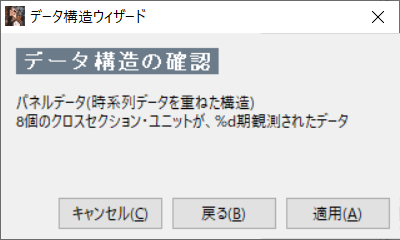 データ構造ウィザード
データ構造の確認
パネルデータ(時系列データを重ねた構造)
8個のクロスセクション・ユニットが、%d期観測されたデータ
キャンセル(C)
戻る(B)
適用(A)